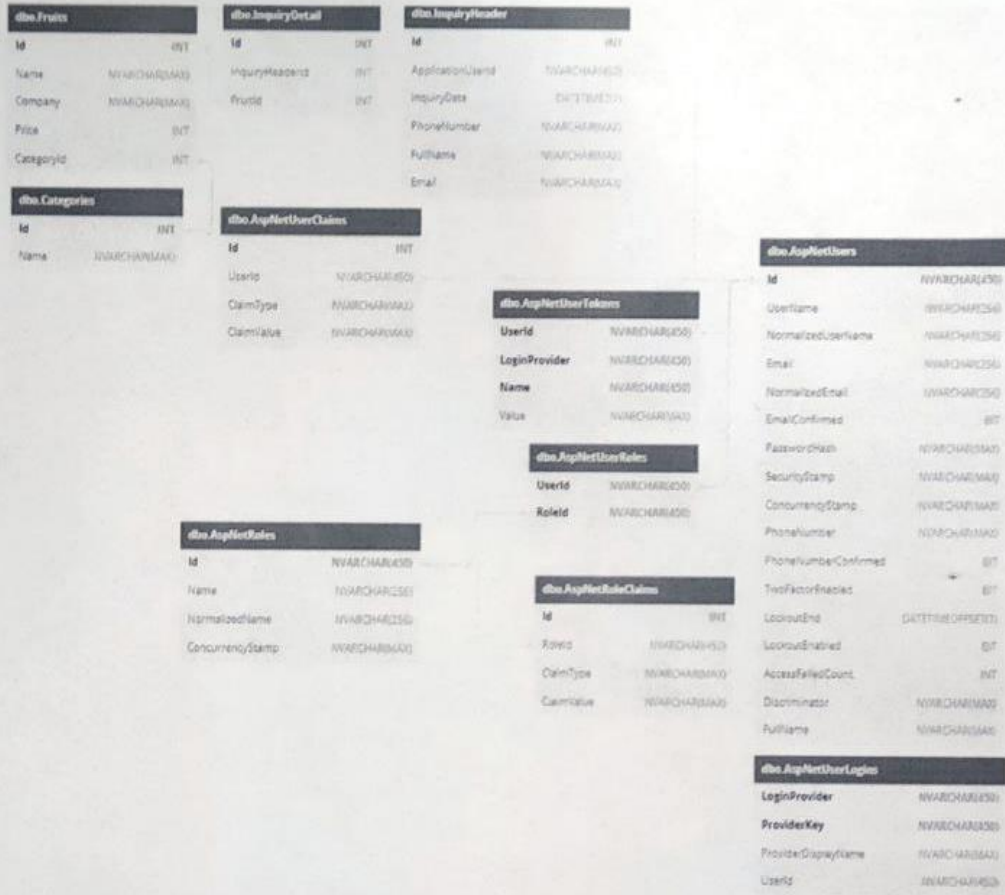 dbo.Fruits
Id INT
Name NVARCHAR(MAX)
Company NVARCHAR(MAX)
Price INT
CategoryId INT
dbo.Categories
Id INT
Name NVARCHAR(MAX)
dbo.InquiryDetail
Id INT
InquiryHeaderId INT
FruitId INT
dbo.InquiryHeader
Id INT
ApplicationUserId NVARCHAR(450)
InquiryDate
PhoneNumber NVARCHAR(MAX)
FullName NVARCHAR(MAX)
Email NVARCHAR(MAX)
dbo.AspNetUserClaims
Id INT
UserId NVARCHAR(450)
ClaimType NVARCHAR(MAX)
ClaimValue NVARCHAR(MAX)
dbo.AspNetUserTokens
UserId NVARCHAR(450)
LoginProvider NVARCHAR(450)
Name NVARCHAR(450)
Value NVARCHAR(MAX)
dbo.AspNetUserRoles
UserId NVARCHAR(450)
RoleId NVARCHAR(450)
dbo.AspNetRoles
Id NVARCHAR(450)
Name NVARCHAR(256)
NormalizedName NVARCHAR(256)
ConcurrencyStamp NVARCHAR(MAX)
dbo.AspNetRoleClaims
Id INT
RoleId NVARCHAR(450)
ClaimType NVARCHAR(MAX)
ClaimValue NVARCHAR(MAX)
dbo.AspNetUsers
Id NVARCHAR(450)
UserName NVARCHAR(256)
NormalizedUserName NVARCHAR(256)
Email NVARCHAR(256)
NormalizedEmail NVARCHAR(256)
EmailConfirmed BIT
PasswordHash NVARCHAR(MAX)
SecurityStamp NVARCHAR(MAX)
ConcurrencyStamp NVARCHAR(MAX)
PhoneNumber NVARCHAR(MAX)
PhoneNumberConfirmed BIT
TwoFactorEnabled BIT
LockoutEnd
LockoutEnabled BIT
AccessFailedCount INT
Discriminator NVARCHAR(MAX)
FullName NVARCHAR(MAX)
dbo.AspNetUserLogins
LoginProvider NVARCHAR(450)
ProviderKey NVARCHAR(450)
ProviderDisplayName NVARCHAR(MAX)
UserId NVARCHAR(450)